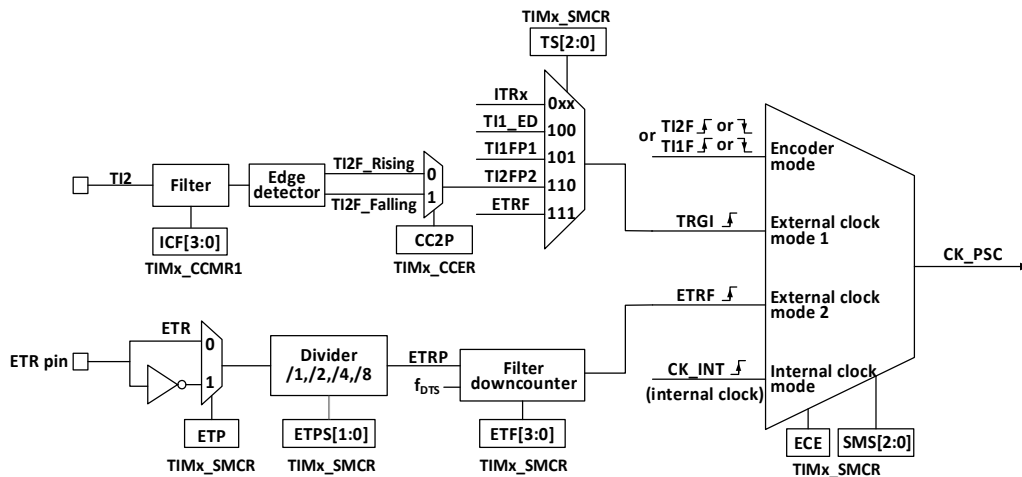 TIMx_SMCR
TS[2:0]
ITRx
0xx
TI1_ED
100
TI1FP1
101
TI2FP2
110
ETRF
111
TI2
Filter
Edge
detector
TI2F_Rising
TI2F_Falling
0
1
ICF[3:0]
TIMx_CCMR1
CC2P
TIMx_CCER
TI2F or
or TI1F or
Encoder
mode
TRGI
External clock
mode 1
ETRF
External clock
mode 2
CK_INT
(internal clock)
Internal clock
mode
CK_PSC
ECE
SMS[2:0]
TIMx_SMCR
ETR pin
ETR
0
1
ETP
TIMx_SMCR
Divider
/1,/2,/4,/8
ETPS[1:0]
TIMx_SMCR
ETRP
fDTS
Filter
downcounter
ETF[3:0]
TIMx_SMCR